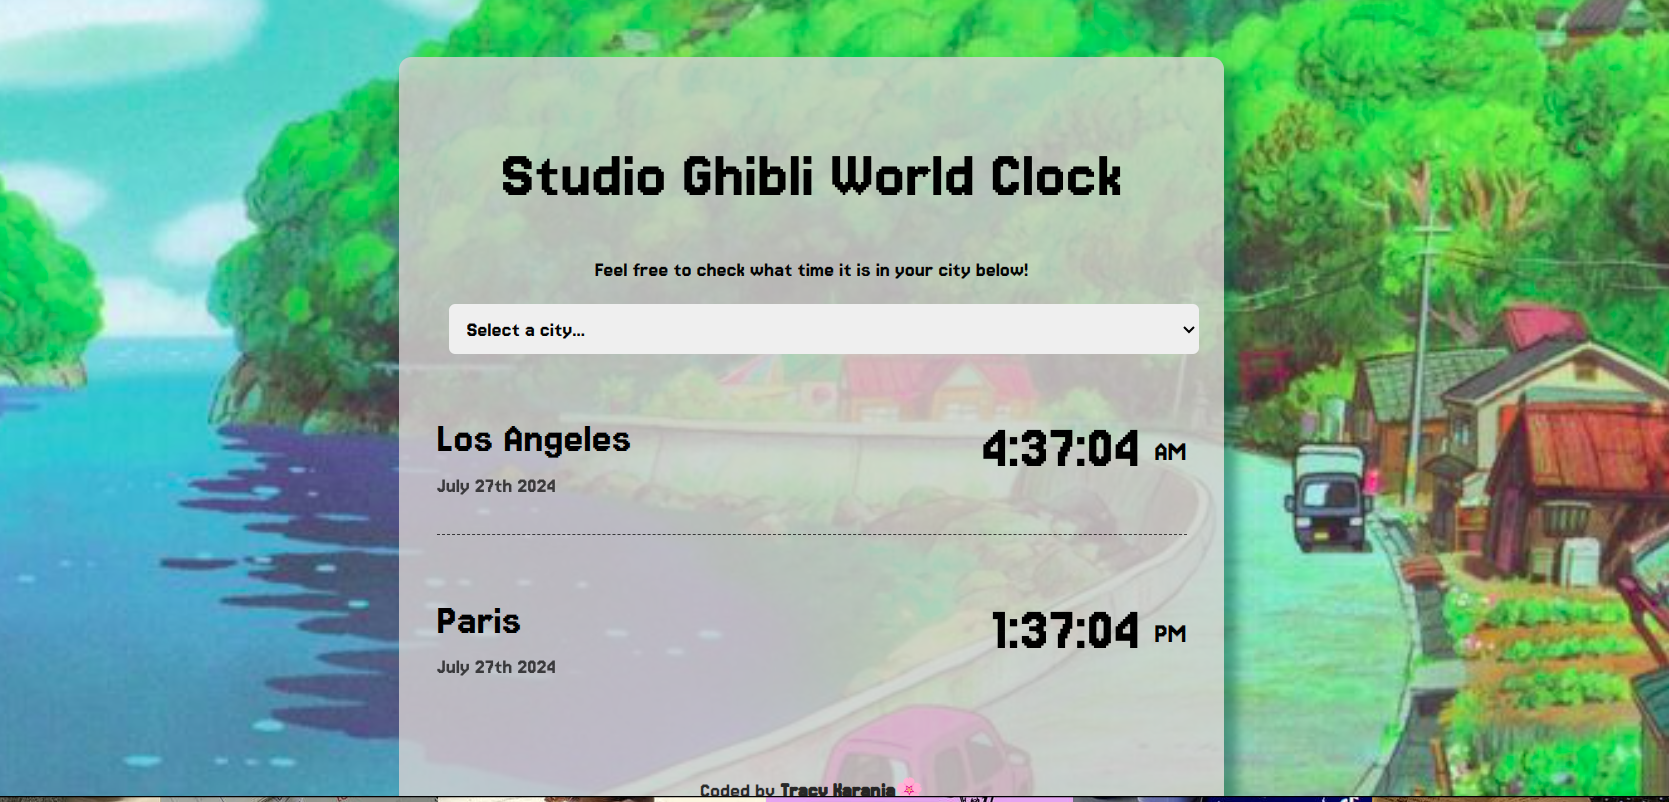 Studio Ghibli World Clock
Feel free to check what time it is in your city below!
Select a city...
Los Angeles
4:37:04 AM
July 27th 2024
Paris
1:37:04 PM
July 27th 2024
Coded by Tracy Karanja